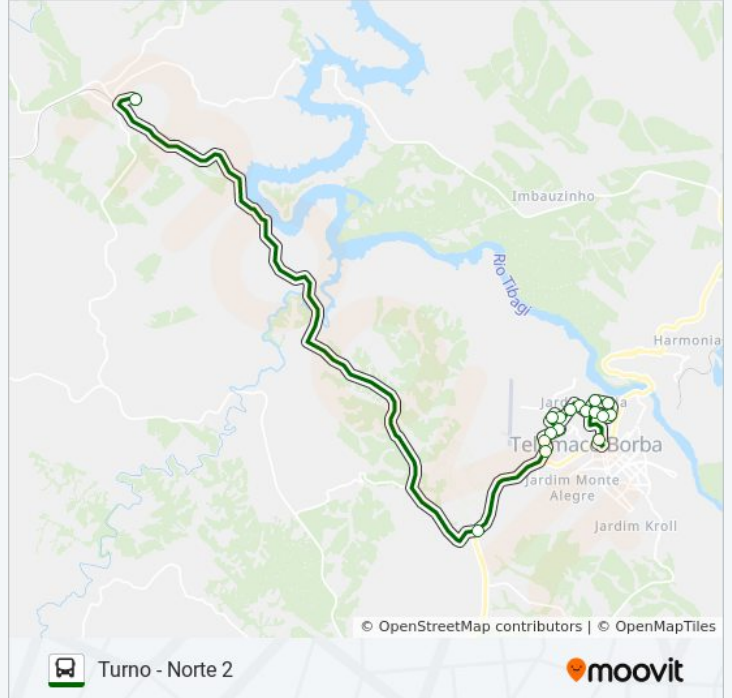 Imbauzinho
Rio Tibagi
Harmonia
Telêmaco Borba
Jardim Monte
Alegre
Jardim Kroll
© OpenStreetMap contributors | © OpenMapTiles
Turno - Norte 2
moovit